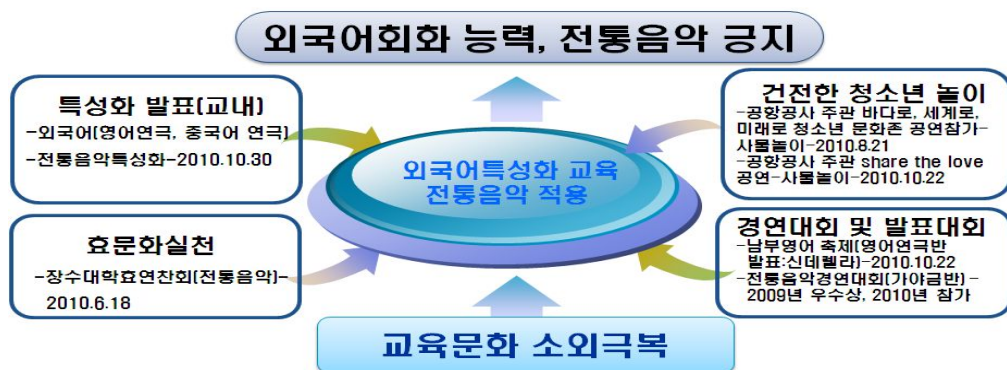 외국어회화 능력, 전통음악 긍지
특성화 발표(교내)
-외국어(영어연극, 중국어 연극)
-전통음악특성화-2010.10.30
건전한 청소년 놀이
-공항공사 주관 바다로, 세계로,
미래로 청소년 문화존 공연참가-
사물놀이-2010.8.21
-공항공사 주관 share the love
공연-사물놀이-2010.10.22
외국어특성화 교육
전통음악 적용
효문화실천
-장수대학효연찬회(전통음악)-
2010.6.18
경연대회 및 발표대회
-남부영어 축제(영어연극반
발표:신데렐라)-2010.10.22
-전통음악경연대회(가야금반)-
2009년 우수상, 2010년 참가
교육문화 소외극복